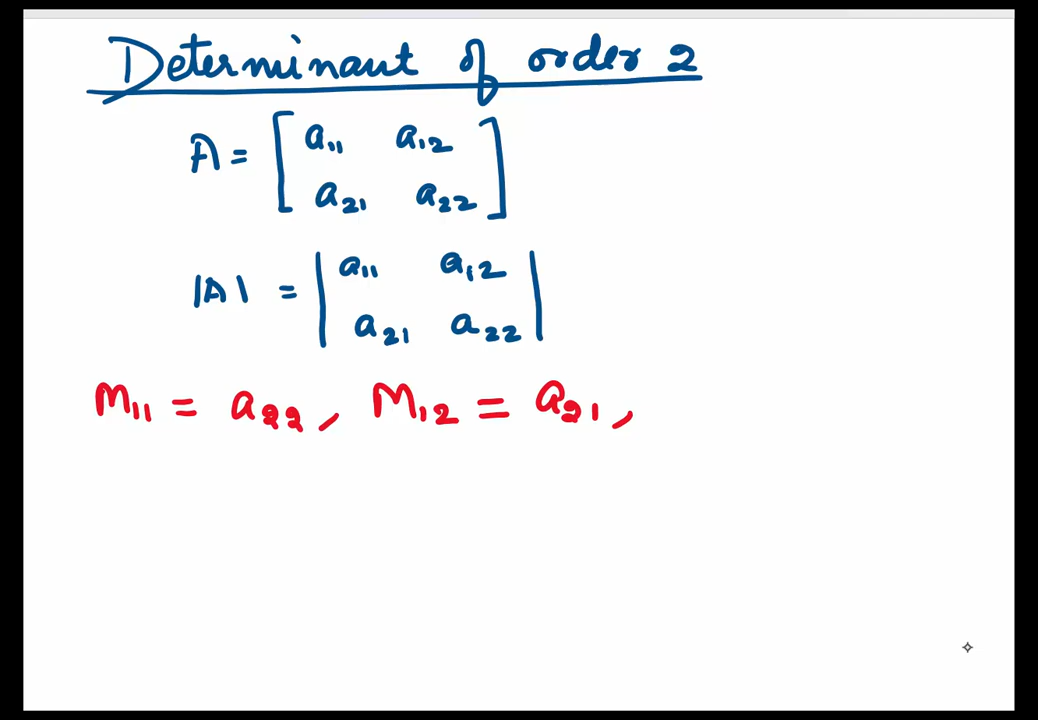 Determinant of order 2
A = [ a₁₁ a₁₂
a₂₁ a₂₂ ]
|A| = | a₁₁ a₁₂
a₂₁ a₂₂ |
M₁₁ = a₂₂, M₁₂ = a₂₁,